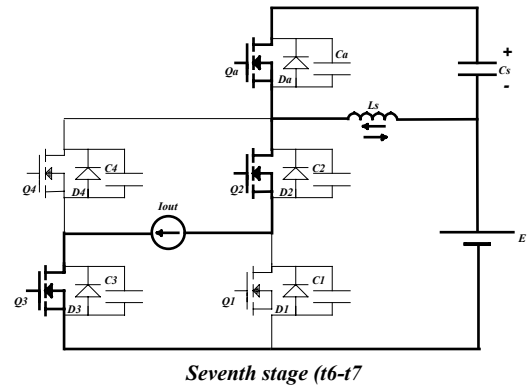 Ca
+
Qa
Da
Cs
-
Ls
C4
C2
Q4
D4
Q2
D2
Iout
E
C3
C1
Q3
D3
Q1
D1
Seventh stage (t6-t7